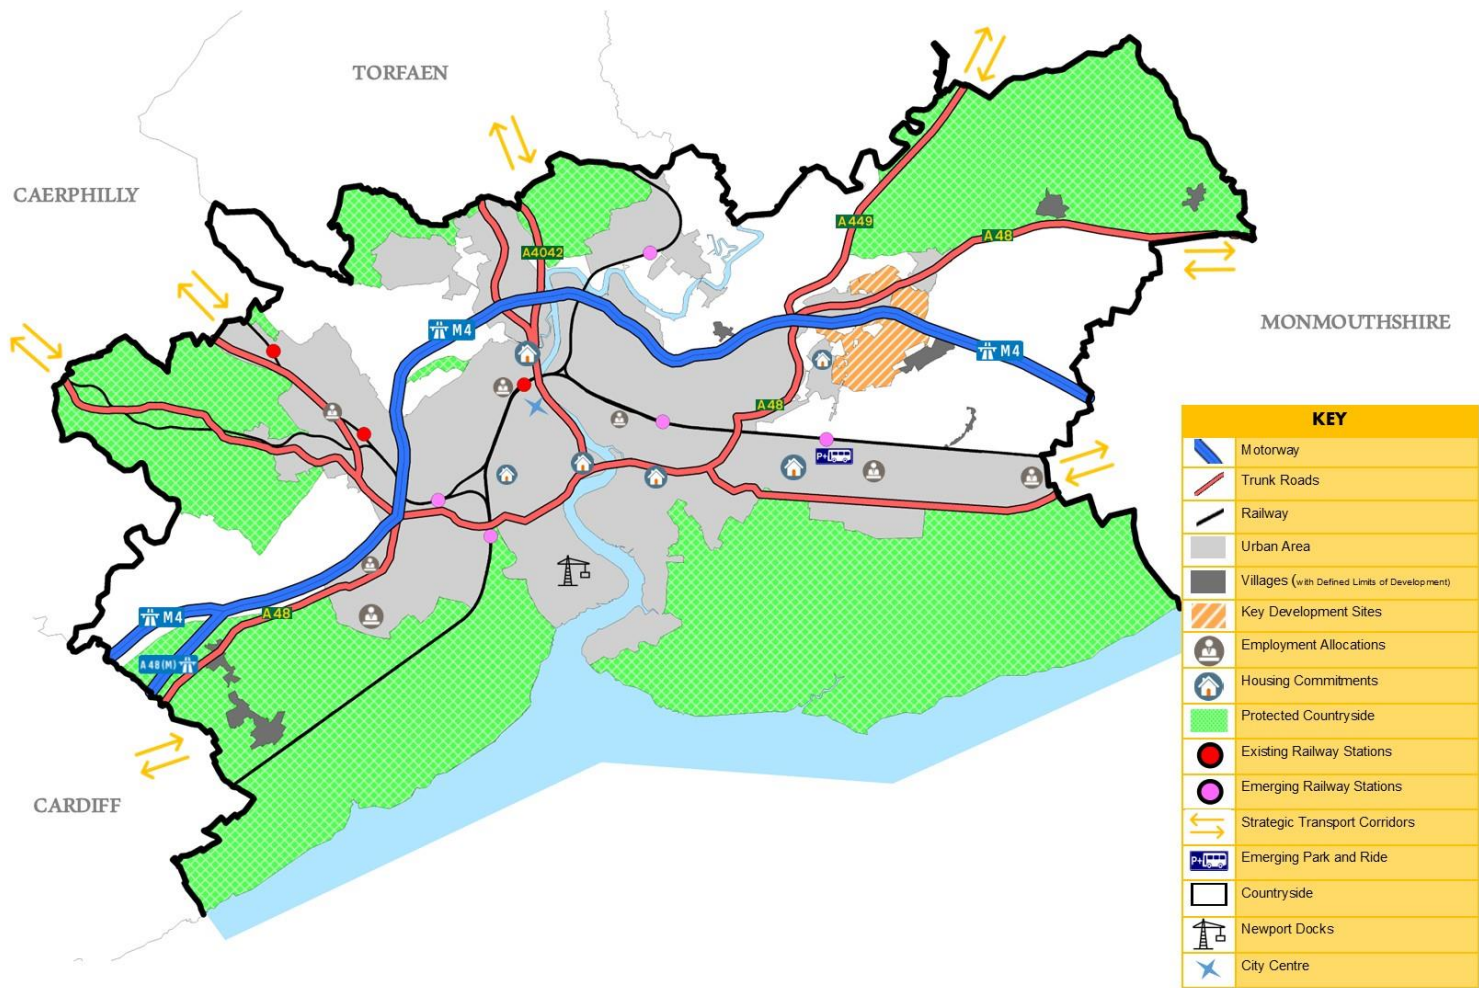 TORFAEN
CAERPHILLY
A449
A48
A4042
M4
MONMOUTHSHIRE
M4
A48
P+
M4
A48
A48(M)
CARDIFF
KEY
Motorway
Trunk Roads
Railway
Urban Area
Villages (with Defined Limits of Development)
Key Development Sites
Employment Allocations
Housing Commitments
Protected Countryside
Existing Railway Stations
Emerging Railway Stations
Strategic Transport Corridors
P+
Emerging Park and Ride
Countryside
Newport Docks
City Centre